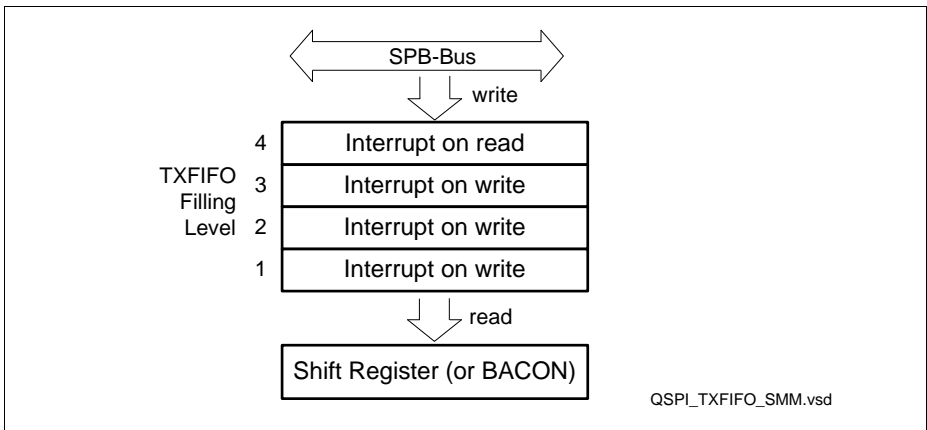 SPB-Bus
write
4
Interrupt on read
TXFIFO
Filling
Level
3
Interrupt on write
2
Interrupt on write
1
Interrupt on write
read
Shift Register (or BACON)
QSPI_TXFIFO_SMM.vsd